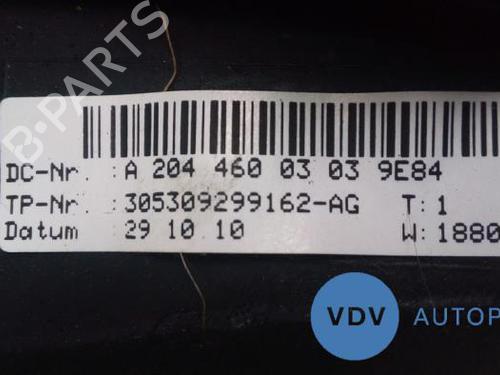 B-PARTS
DC-Nr. :A 204 460 03 03 9E84
TP-Nr. :305309299162-AG T:1
Datum :29 10 10 W:1880
VDV AUTOP